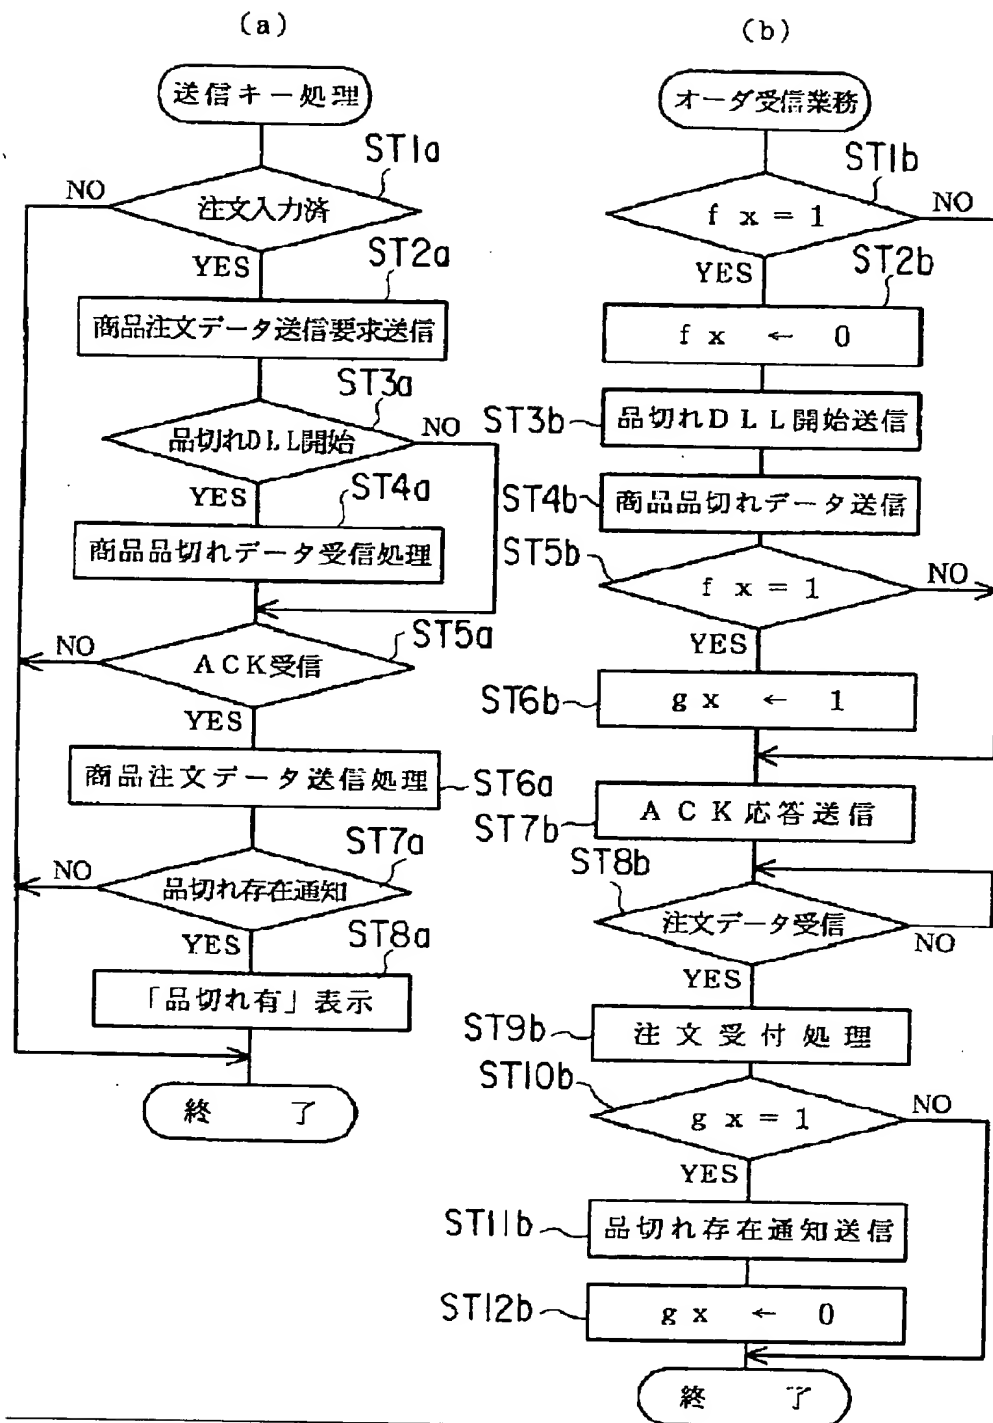 (a)
送信キー処理
ST1a
NO
注文入力済
YES
ST2a
商品注文データ送信要求送信
ST3a
品切れDLL開始
NO
YES
ST4a
商品品切れデータ受信処理
ST5a
NO
ACK受信
YES
商品注文データ送信処理
ST6a
ST7a
NO
品切れ存在通知
YES
ST8a
「品切れ有」表示
終 了
(b)
オーダ受信業務
ST1b
NO
fx=1
YES
ST2b
fx ← 0
ST3b
品切れDLL開始送信
ST4b
商品品切れデータ送信
ST5b
NO
fx=1
YES
ST6b
gx ← 1
ACK応答送信
ST7b
ST8b
注文データ受信
NO
YES
ST9b
注文受付処理
ST10b
NO
gx=1
YES
ST11b
品切れ存在通知送信
ST12b
gx ← 0
終 了